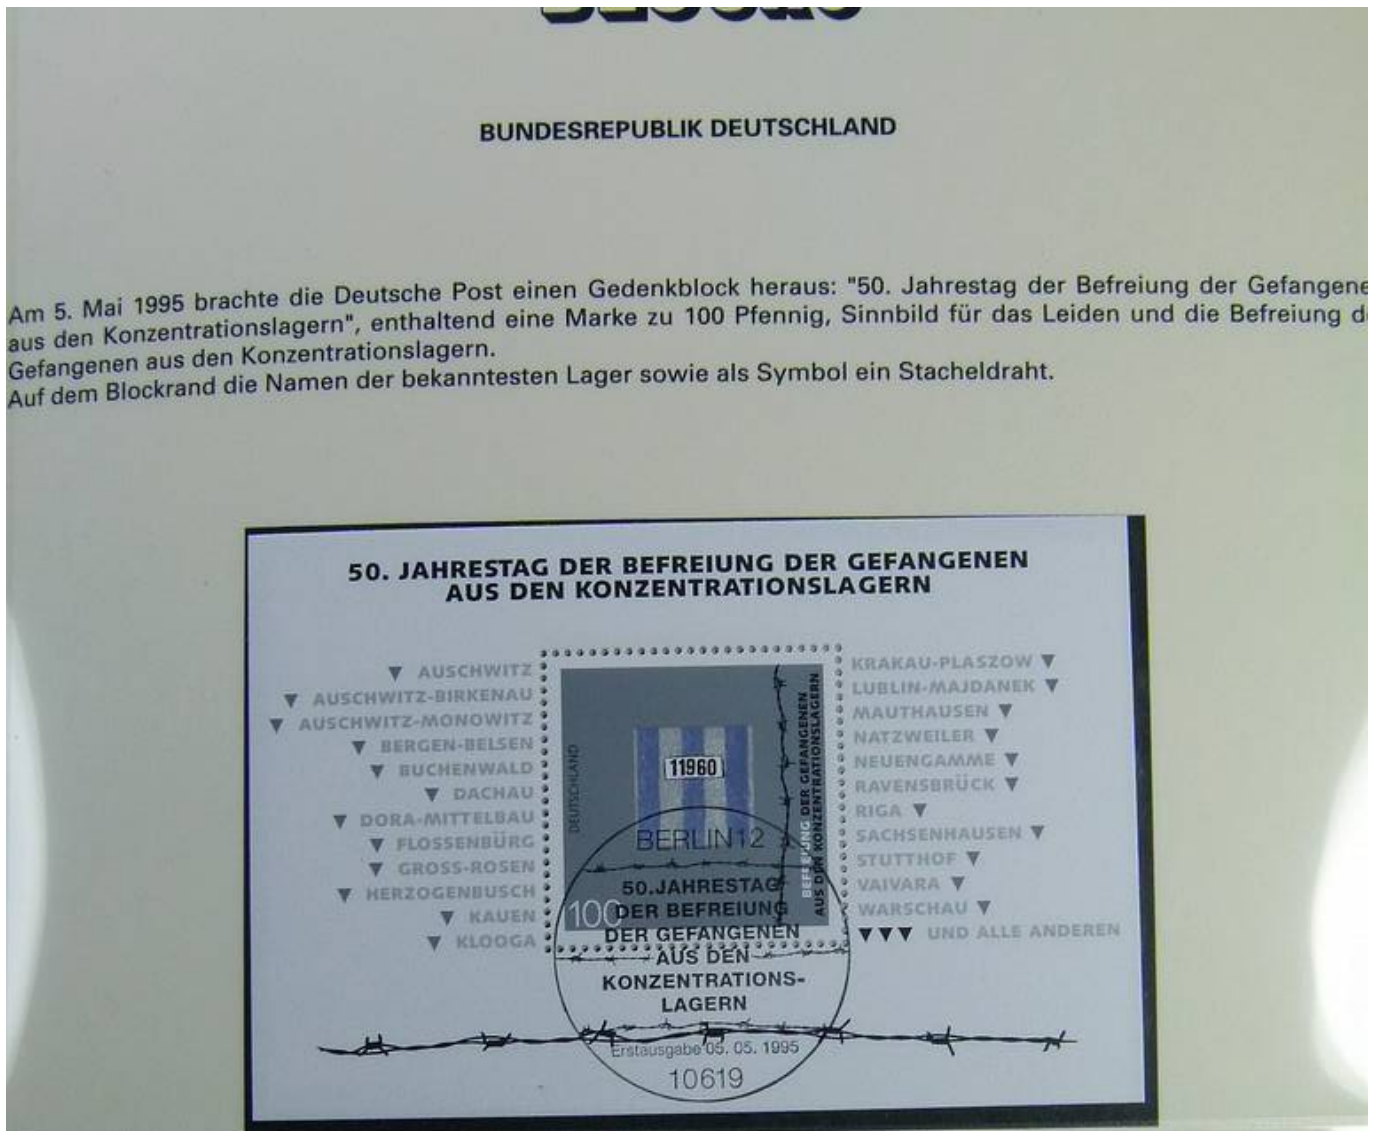 BUNDESREPUBLIK DEUTSCHLAND
Am 5. Mai 1995 brachte die Deutsche Post einen Gedenkblock heraus: "50. Jahrestag der Befreiung der Gefangene
aus den Konzentrationslagern", enthaltend eine Marke zu 100 Pfennig, Sinnbild für das Leiden und die Befreiung d
Gefangenen aus den Konzentrationslagern.
Auf dem Blockrand die Namen der bekanntesten Lager sowie als Symbol ein Stacheldraht.
50. JAHRESTAG DER BEFREIUNG DER GEFANGENEN
AUS DEN KONZENTRATIONSLAGERN
▼ AUSCHWITZ
▼ AUSCHWITZ-BIRKENAU
▼ AUSCHWITZ-MONOWITZ
▼ BERGEN-BELSEN
▼ BUCHENWALD
▼ DACHAU
▼ DORA-MITTELBAU
▼ FLOSSENBÜRG
▼ GROSS-ROSEN
▼ HERZOGENBUSCH
▼ KAUEN
▼ KLOOGA
DEUTSCHLAND
11960
100
BEFREIUNG DER GEFANGENEN
AUS DEN KONZENTRATIONSLAGERN
KRAKAU-PLASZOW ▼
LUBLIN-MAJDANEK ▼
MAUTHAUSEN ▼
NATZWEILER ▼
NEUENGAMME ▼
RAVENSBRÜCK ▼
RIGA ▼
SACHSENHAUSEN ▼
STUTTHOF ▼
VAIVARA ▼
WARSCHAU ▼
▼▼▼ UND ALLE ANDEREN
BERLIN 12
50.JAHRESTAG
DER BEFREIUNG
DER GEFANGENEN
AUS DEN
KONZENTRATIONS-
LAGERN
Erstausgabe 05. 05. 1995
10619